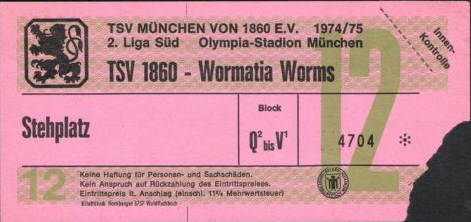 TSV MÜNCHEN VON 1860 E.V. 1974/75
2. Liga Süd Olympia-Stadion München
Innen-
Kontrolle
TSV 1860 - Wormatia Worms
Stehplatz
Block
Q² bis V¹
4704 *
12
12
Keine Haftung für Personen- und Sachschäden.
Kein Anspruch auf Rückzahlung des Eintrittspreises.
Eintrittspreis lt. Anschlag (einschl. 11% Mehrwertsteuer)